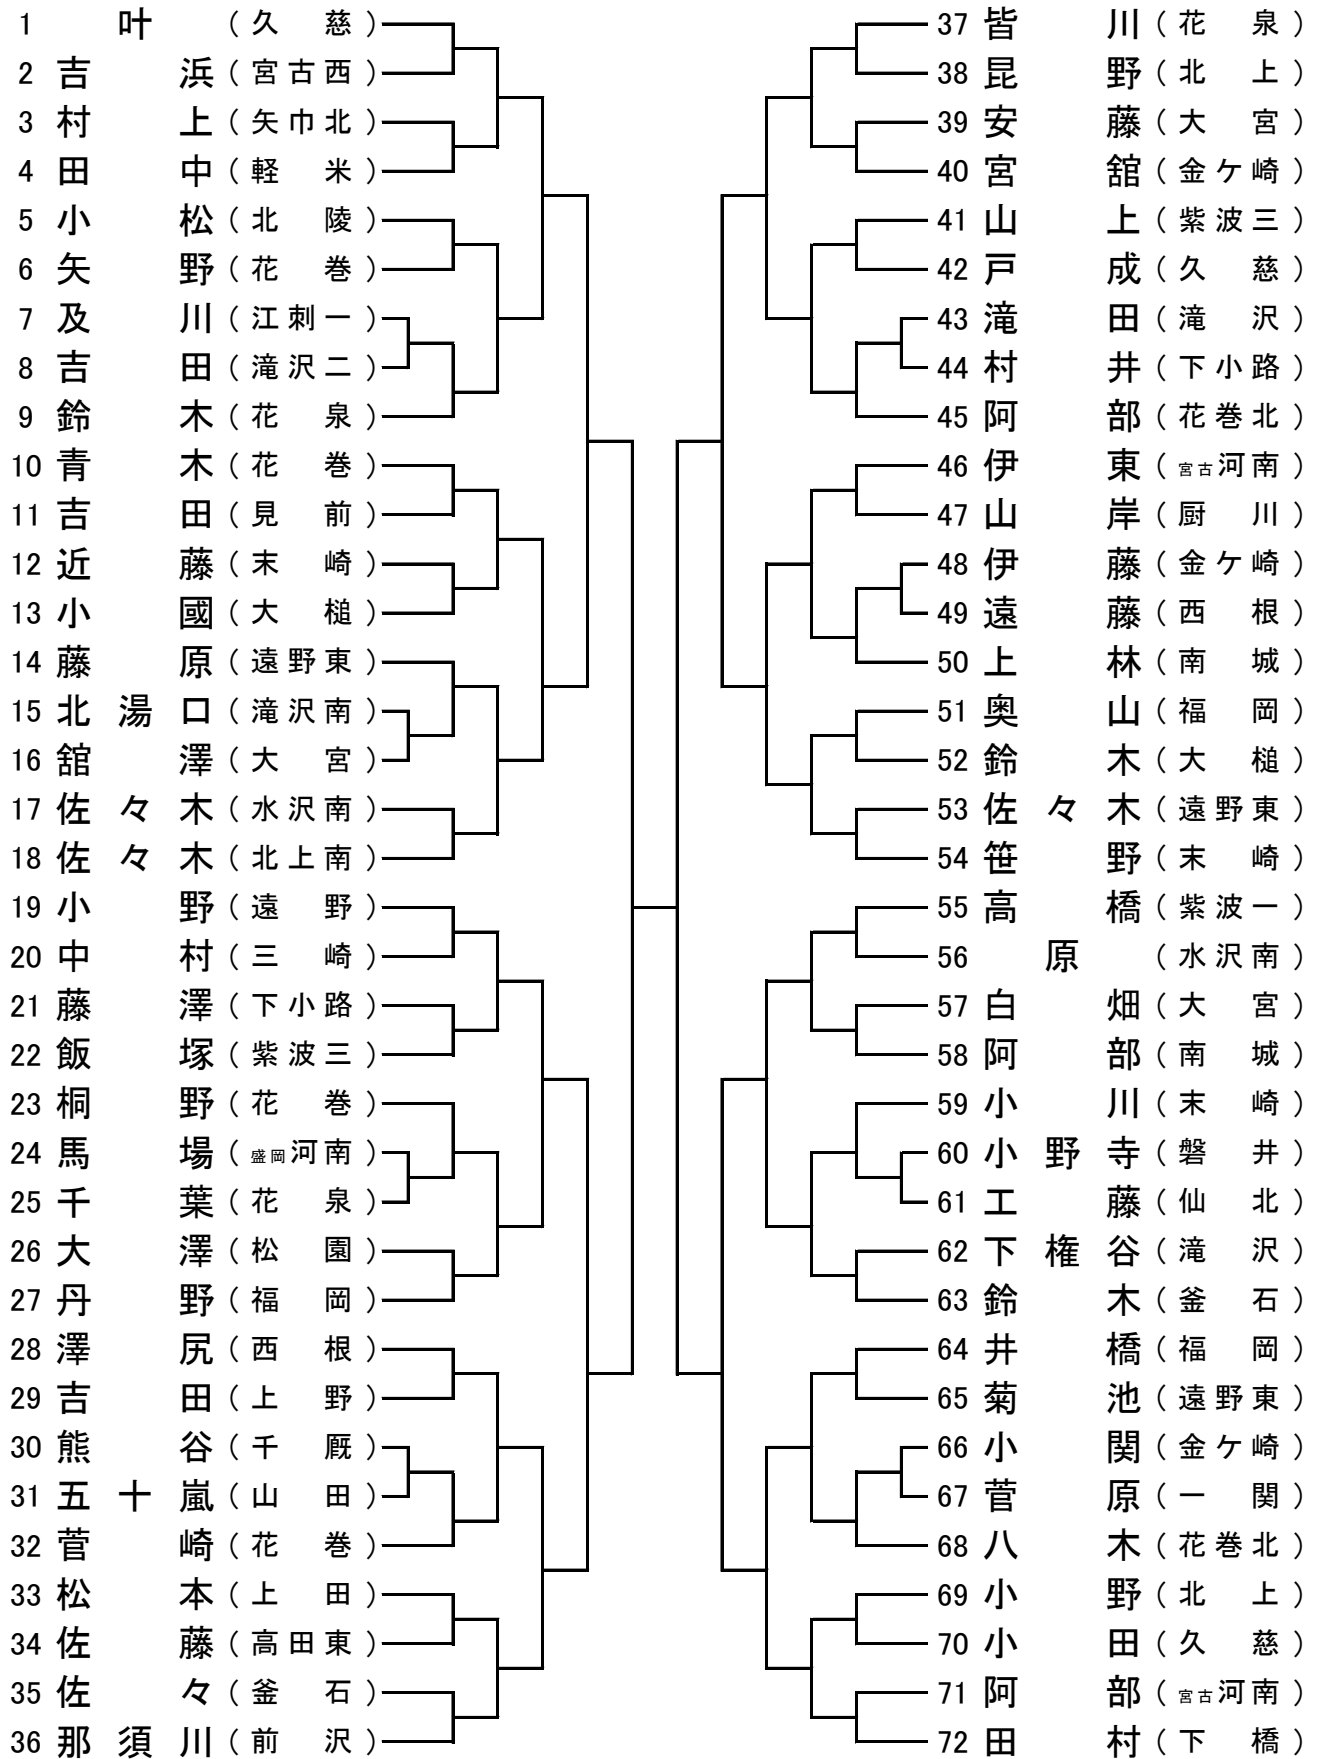 1 叶 (久慈)
2 吉浜 (宮古西)
3 村上 (矢巾北)
4 田中 (軽米)
5 小松 (北陵)
6 矢野 (花巻)
7 及川 (江刺一)
8 吉田 (滝沢二)
9 鈴木 (花泉)
10 青木 (花巻)
11 吉田 (見前)
12 近藤 (末崎)
13 小國 (大槌)
14 藤原 (遠野東)
15 北湯口 (滝沢南)
16 舘澤 (大宮)
17 佐々木 (水沢南)
18 佐々木 (北上南)
19 小野 (遠野)
20 中村 (三崎)
21 藤澤 (下小路)
22 飯塚 (紫波三)
23 桐野 (花巻)
24 馬場 (盛岡河南)
25 千葉 (花泉)
26 大澤 (松園)
27 丹野 (福岡)
28 澤尻 (西根)
29 吉田 (上野)
30 熊谷 (千厩)
31 五十嵐 (山田)
32 菅崎 (花巻)
33 松本 (上田)
34 佐藤 (高田東)
35 佐々 (釜石)
36 那須川 (前沢)
37 皆川 (花泉)
38 昆野 (北上)
39 安藤 (大宮)
40 宮舘 (金ケ崎)
41 山上 (紫波三)
42 戸成 (久慈)
43 滝田 (滝沢)
44 村井 (下小路)
45 阿部 (花巻北)
46 伊東 (宮古河南)
47 山岸 (厨川)
48 伊藤 (金ケ崎)
49 遠藤 (西根)
50 上林 (南城)
51 奥山 (福岡)
52 鈴木 (大槌)
53 佐々木 (遠野東)
54 笹野 (末崎)
55 高橋 (紫波一)
56 原 (水沢南)
57 白畑 (大宮)
58 阿部 (南城)
59 小川 (末崎)
60 小野寺 (磐井)
61 工藤 (仙北)
62 下権谷 (滝沢)
63 鈴木 (釜石)
64 井橋 (福岡)
65 菊池 (遠野東)
66 小関 (金ケ崎)
67 菅原 (一関)
68 八木 (花巻北)
69 小野 (北上)
70 小田 (久慈)
71 阿部 (宮古河南)
72 田村 (下橋)